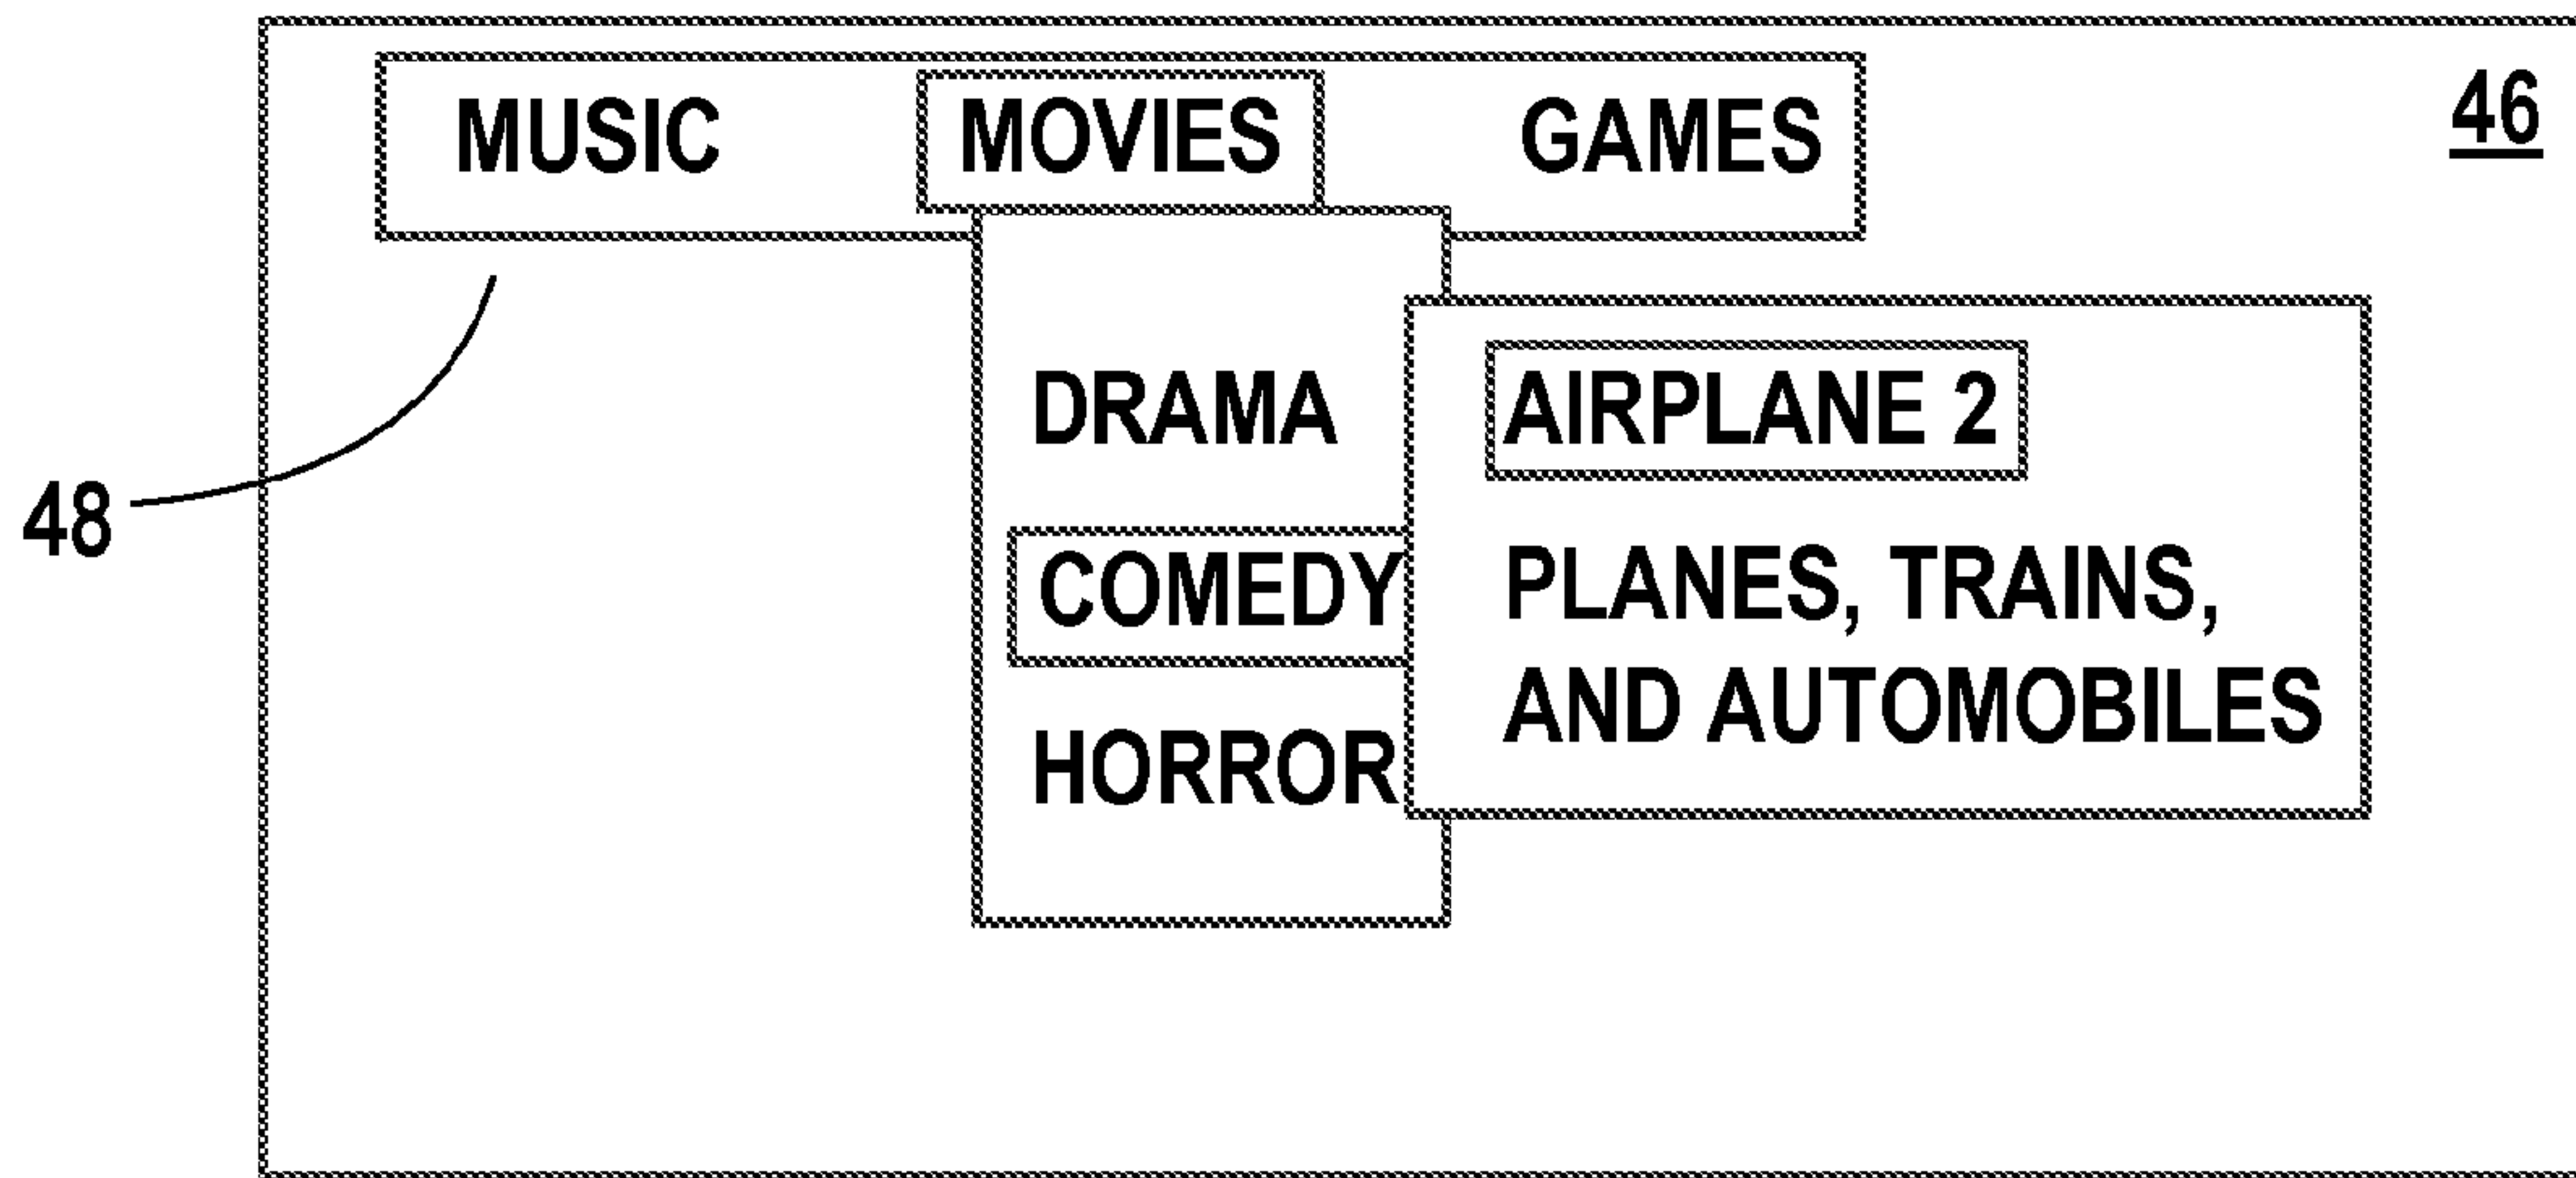 MUSIC MOVIES GAMES 46
DRAMA AIRPLANE 2
48
COMEDY PLANES, TRAINS,
AND AUTOMOBILES
HORROR